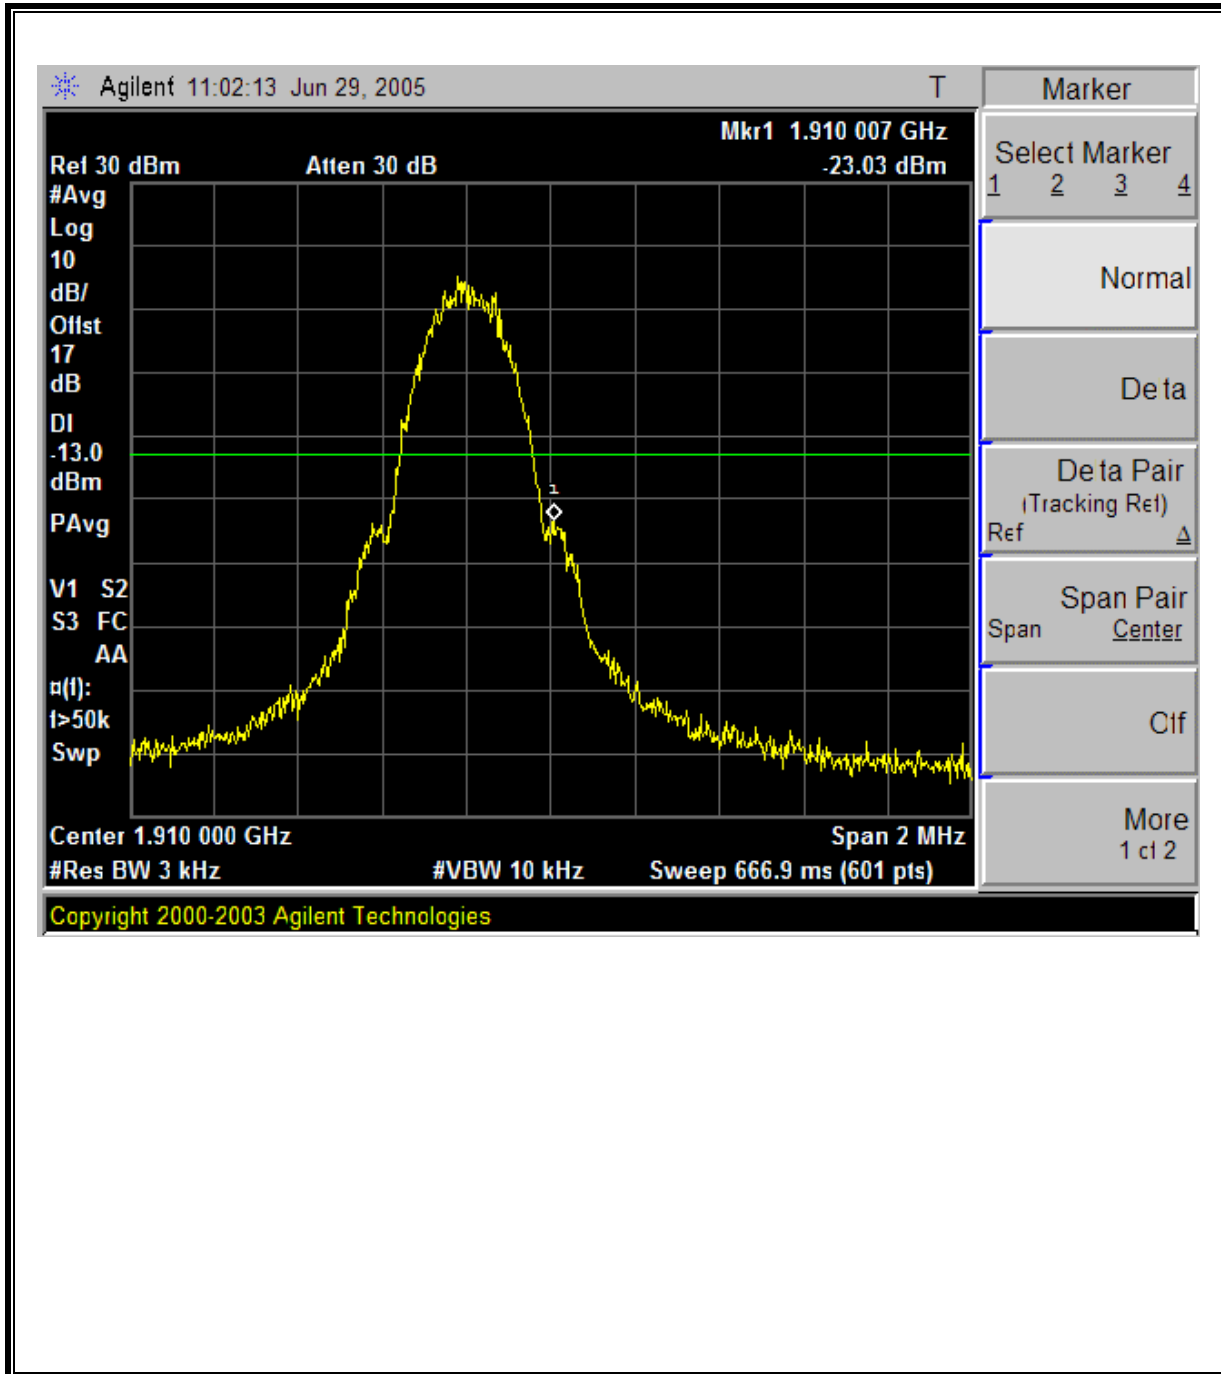 Agilent 11:02:13 Jun 29, 2005 T
Marker
Mkr1 1.910 007 GHz
Ref 30 dBm Atten 30 dB -23.03 dBm
#Avg
Log
10
dB/
Offst
17
dB
DI
-13.0
dBm
PAvg
V1 S2
S3 FC
AA
¤(f):
f>50k
Swp
1
Center 1.910 000 GHz Span 2 MHz
#Res BW 3 kHz #VBW 10 kHz Sweep 666.9 ms (601 pts)
Copyright 2000-2003 Agilent Technologies
Select Marker
1 2 3 4
Normal
Delta
Delta Pair
(Tracking Ref)
Ref Δ
Span Pair
Span Center
Off
More
1 of 2